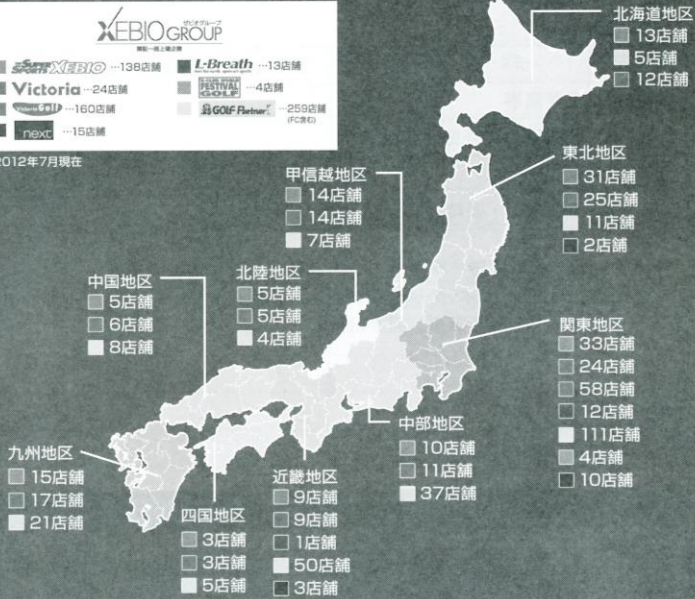 ゼビオグループ
XEBIO GROUP
東証一部上場企業
SUPER SPORTS XEBIO …138店舗
Victoria …24店舗
Victoria Golf …160店舗
next …15店舗
L-Breath …13店舗
FESTIVAL GOLF …4店舗
GOLF Partner …259店舗
(FC含む)
2012年7月現在
北海道地区
13店舗
5店舗
12店舗
東北地区
31店舗
25店舗
11店舗
2店舗
甲信越地区
14店舗
14店舗
7店舗
北陸地区
5店舗
5店舗
4店舗
中国地区
5店舗
6店舗
8店舗
関東地区
33店舗
24店舗
58店舗
12店舗
111店舗
4店舗
10店舗
中部地区
10店舗
11店舗
37店舗
九州地区
15店舗
17店舗
21店舗
四国地区
3店舗
3店舗
5店舗
近畿地区
9店舗
9店舗
1店舗
50店舗
3店舗